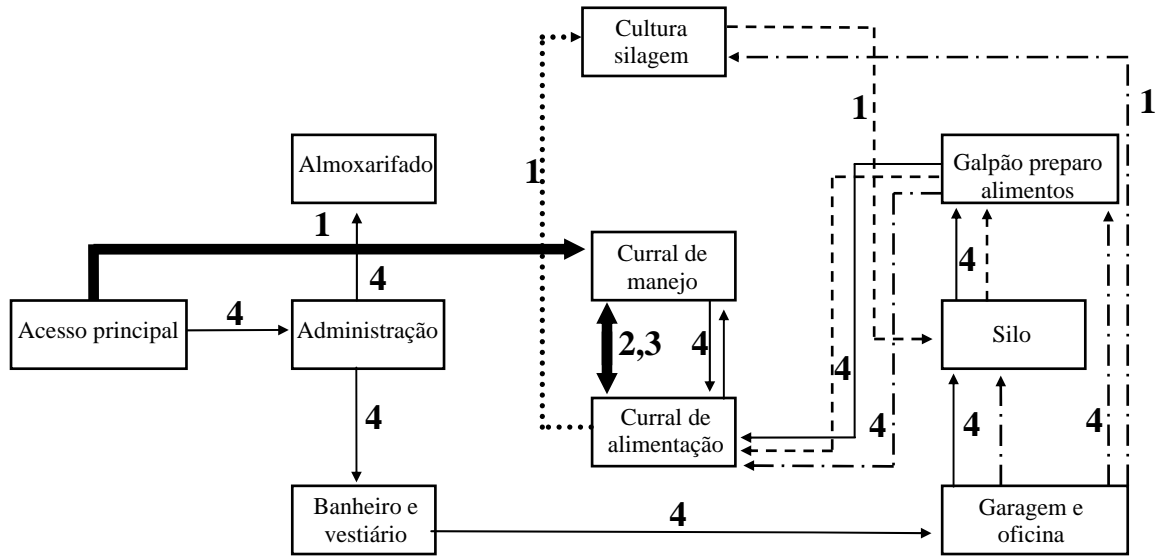 Cultura
silagem
1
1
Almoxarifado
1
Galpão preparo
alimentos
1
4
Curral de
manejo
4
Acesso principal
4
Administração
2,3
4
Silo
4
4
Curral de
alimentação
4
4
4
Banheiro e
vestiário
4
Garagem e
oficina